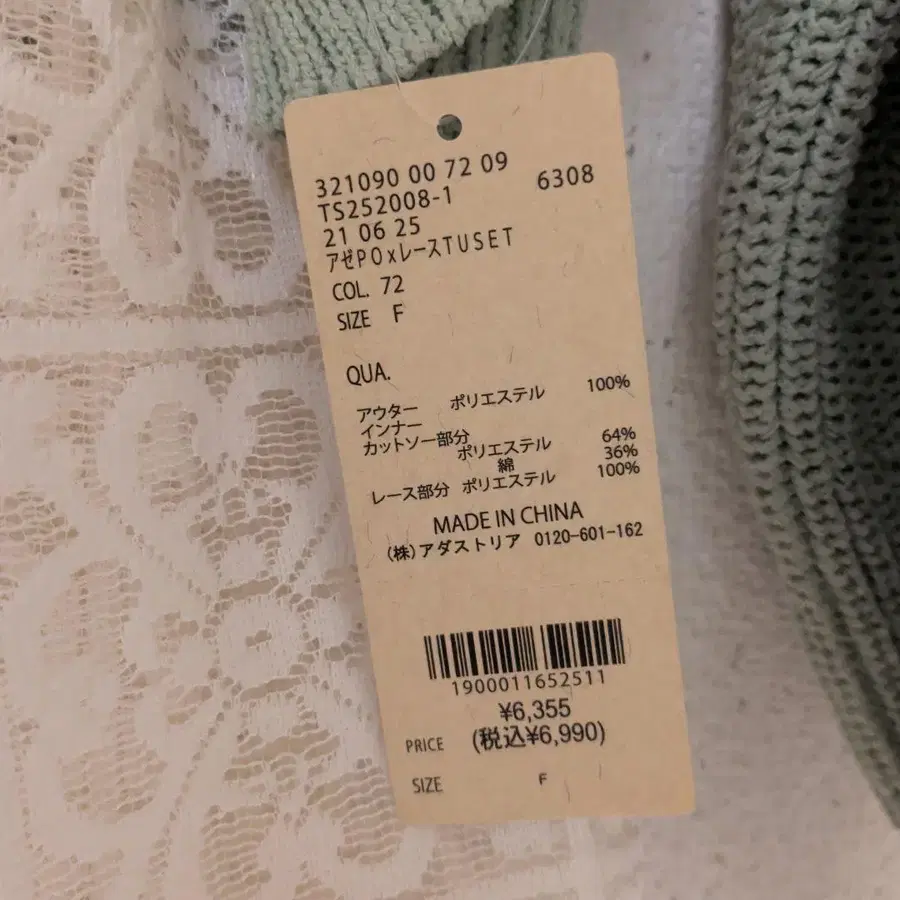 321090 00 72 09
TS252008-1 6308
21 06 25
アゼPOxレースTUSET
COL. 72
SIZE F
QUA.
アウター ポリエステル 100%
インナー
カットソー部分
ポリエステル 64%
綿 36%
レース部分 ポリエステル 100%
MADE IN CHINA
(株)アダストリア 0120-601-162
1900011652511
¥6,355
PRICE (税込¥6,990)
SIZE F